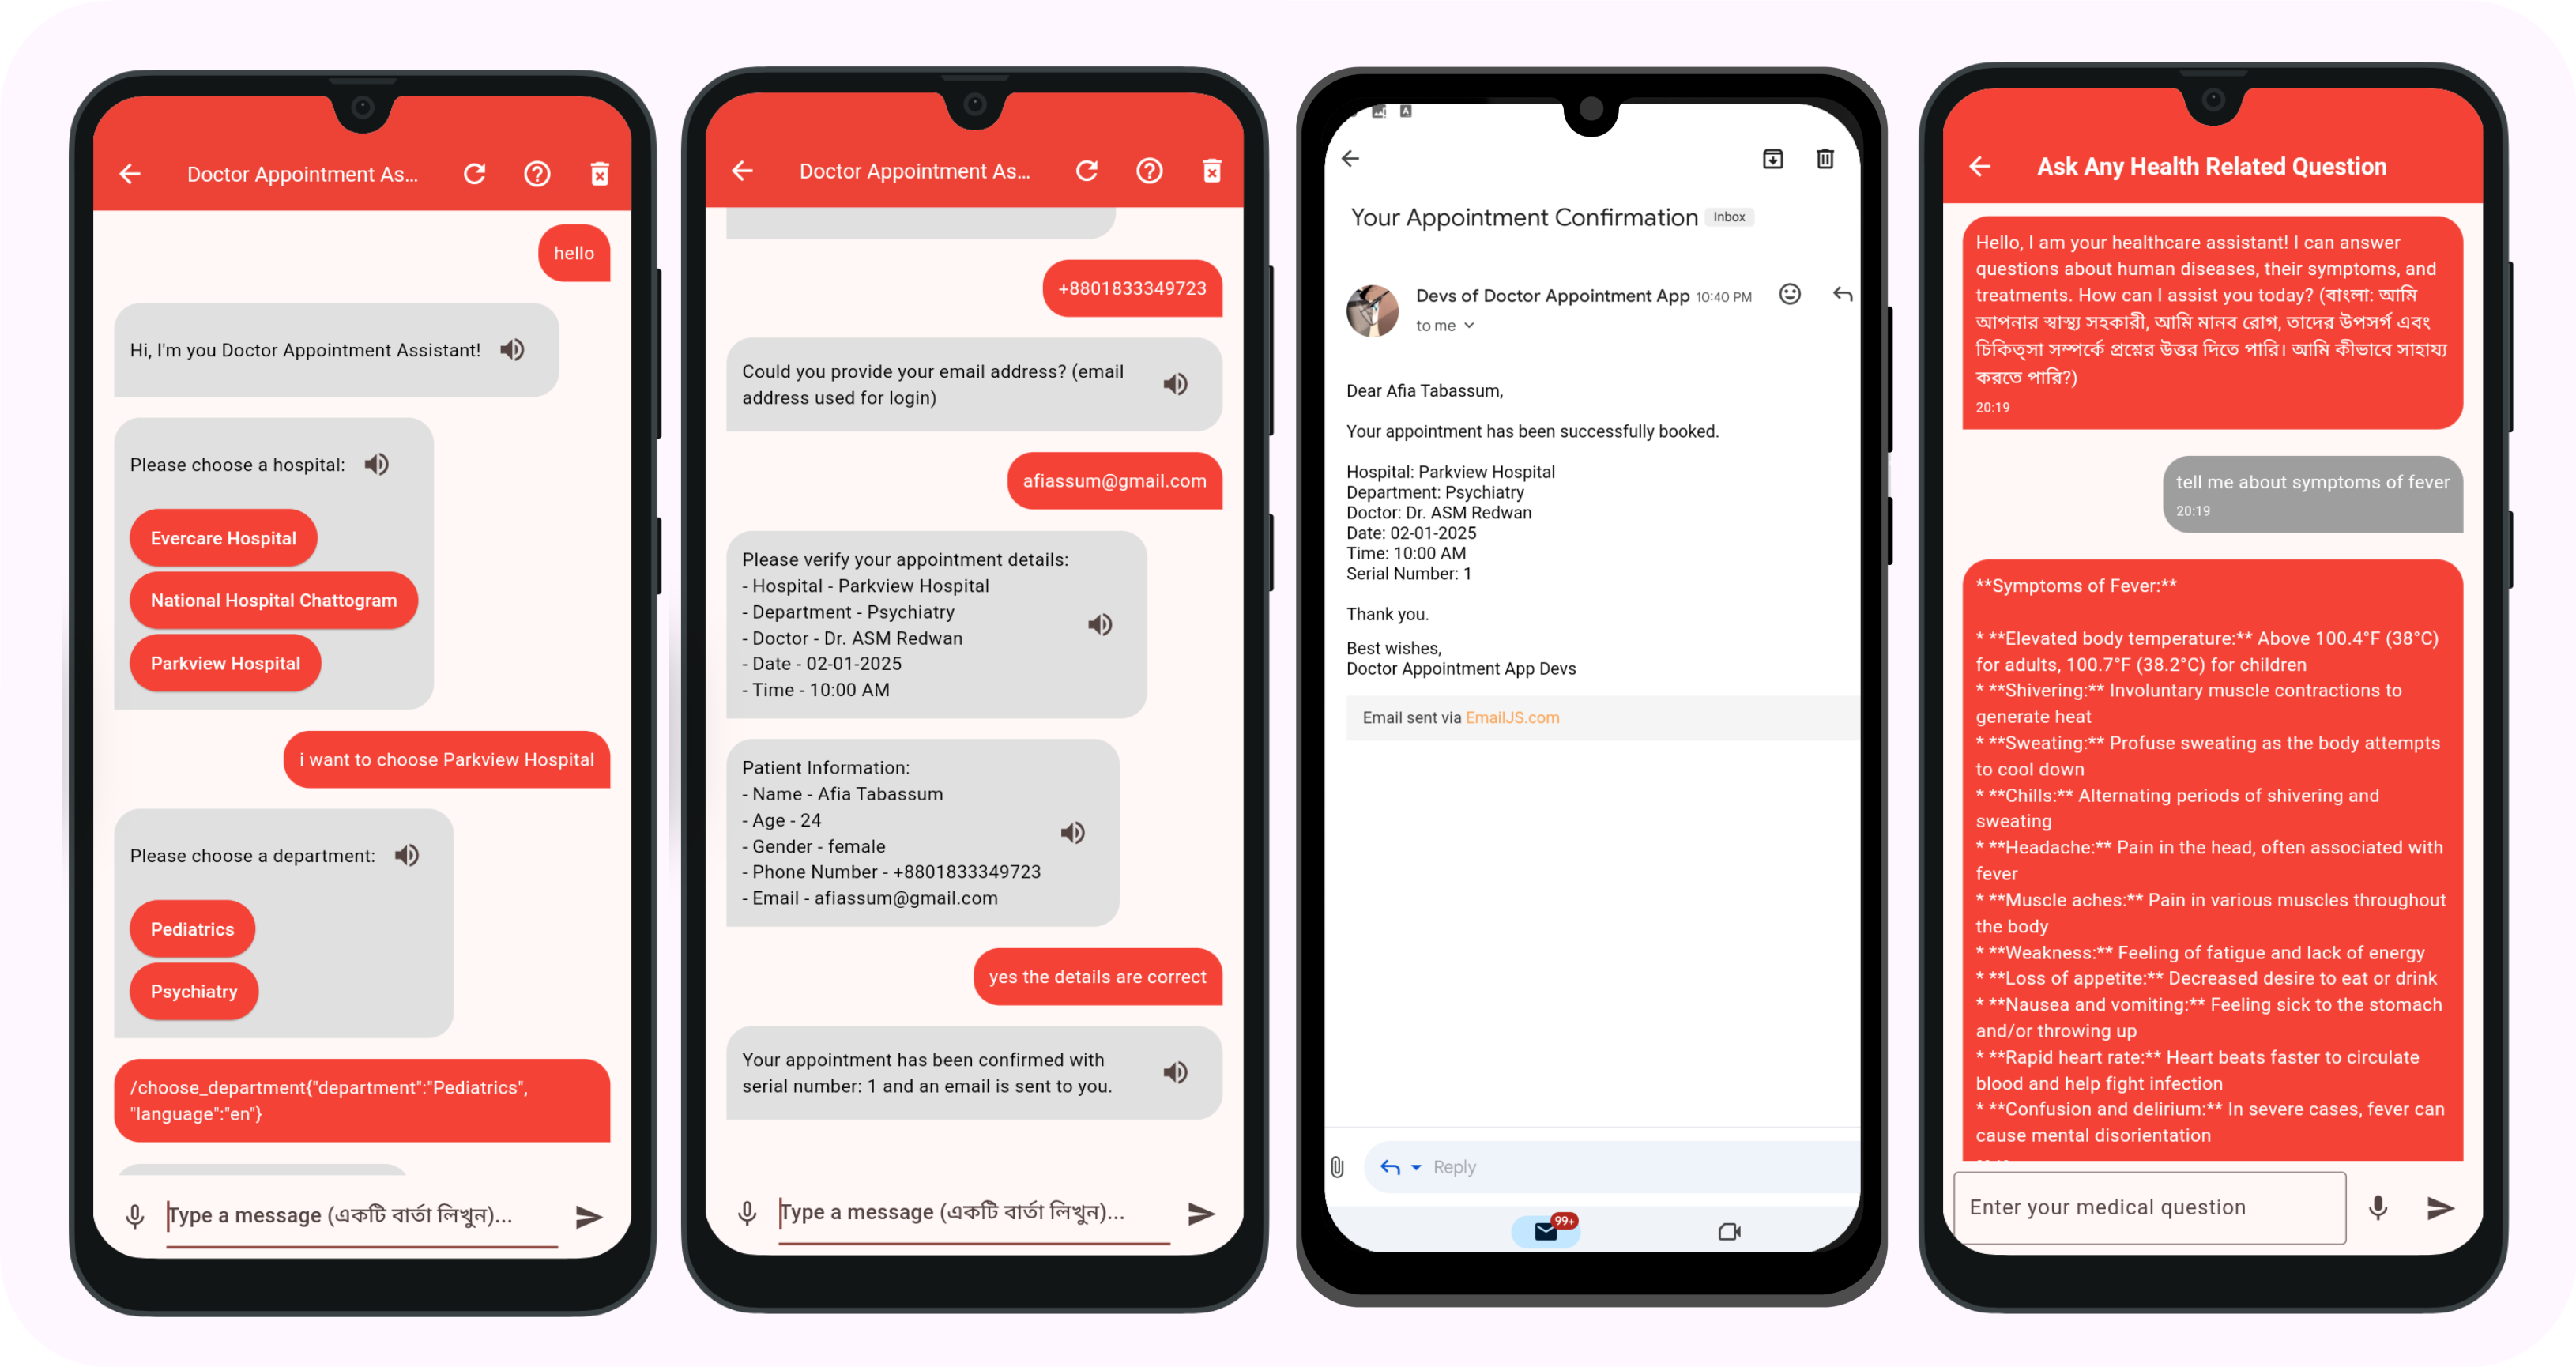 Doctor Appointment As...
hello
Hi, I'm you Doctor Appointment Assistant!
Please choose a hospital:
Evercare Hospital
National Hospital Chattogram
Parkview Hospital
i want to choose Parkview Hospital
Please choose a department:
Pediatrics
Psychiatry
/choose_department{"department":"Pediatrics",
"language":"en"}
Type a message (একটি বার্তা লিখুন)...
Doctor Appointment As...
+8801833349723
Could you provide your email address? (email
address used for login)
afiassum@gmail.com
Please verify your appointment details:
- Hospital - Parkview Hospital
- Department - Psychiatry
- Doctor - Dr. ASM Redwan
- Date - 02-01-2025
- Time - 10:00 AM
Patient Information:
- Name - Afia Tabassum
- Age - 24
- Gender - female
- Phone Number - +8801833349723
- Email - afiassum@gmail.com
yes the details are correct
Your appointment has been confirmed with
serial number: 1 and an email is sent to you.
Type a message (একটি বার্তা লিখুন)...
Your Appointment Confirmation Inbox
Devs of Doctor Appointment App 10:40 PM
to me
Dear Afia Tabassum,
Your appointment has been successfully booked.
Hospital: Parkview Hospital
Department: Psychiatry
Doctor: Dr. ASM Redwan
Date: 02-01-2025
Time: 10:00 AM
Serial Number: 1
Thank you.
Best wishes,
Doctor Appointment App Devs
Email sent via EmailJS.com
Reply
99+
Ask Any Health Related Question
Hello, I am your healthcare assistant! I can answer
questions about human diseases, their symptoms, and
treatments. How can I assist you today? (বাংলা: আমি
আপনার স্বাস্থ্য সহকারী, আমি মানব রোগ, তাদের উপসর্গ এবং
চিকিত্সা সম্পর্কে প্রশ্নের উত্তর দিতে পারি। আমি কীভাবে সাহায্য
করতে পারি?)
20:19
tell me about symptoms of fever
20:19
**Symptoms of Fever:**
* **Elevated body temperature:** Above 100.4°F (38°C)
for adults, 100.7°F (38.2°C) for children
* **Shivering:** Involuntary muscle contractions to
generate heat
* **Sweating:** Profuse sweating as the body attempts
to cool down
* **Chills:** Alternating periods of shivering and
sweating
* **Headache:** Pain in the head, often associated with
fever
* **Muscle aches:** Pain in various muscles throughout
the body
* **Weakness:** Feeling of fatigue and lack of energy
* **Loss of appetite:** Decreased desire to eat or drink
* **Nausea and vomiting:** Feeling sick to the stomach
and/or throwing up
* **Rapid heart rate:** Heart beats faster to circulate
blood and help fight infection
* **Confusion and delirium:** In severe cases, fever can
cause mental disorientation
Enter your medical question